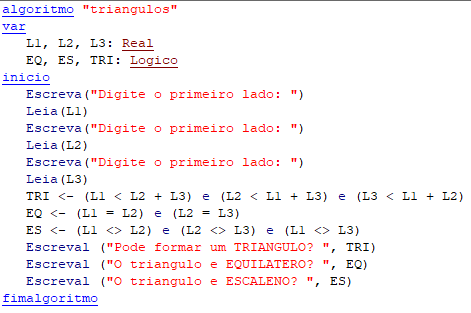 algoritmo "triangulos"
var
L1, L2, L3: Real
EQ, ES, TRI: Logico
inicio
Escreva("Digite o primeiro lado: ")
Leia(L1)
Escreva("Digite o primeiro lado: ")
Leia(L2)
Escreva("Digite o primeiro lado: ")
Leia(L3)
TRI <- (L1 < L2 + L3) e (L2 < L1 + L3) e (L3 < L1 + L2)
EQ <- (L1 = L2) e (L2 = L3)
ES <- (L1 <> L2) e (L2 <> L3) e (L1 <> L3)
Escreval ("Pode formar um TRIANGULO? ", TRI)
Escreval ("O triangulo e EQUILATERO? ", EQ)
Escreval ("O triangulo e ESCALENO? ", ES)
fimalgoritmo